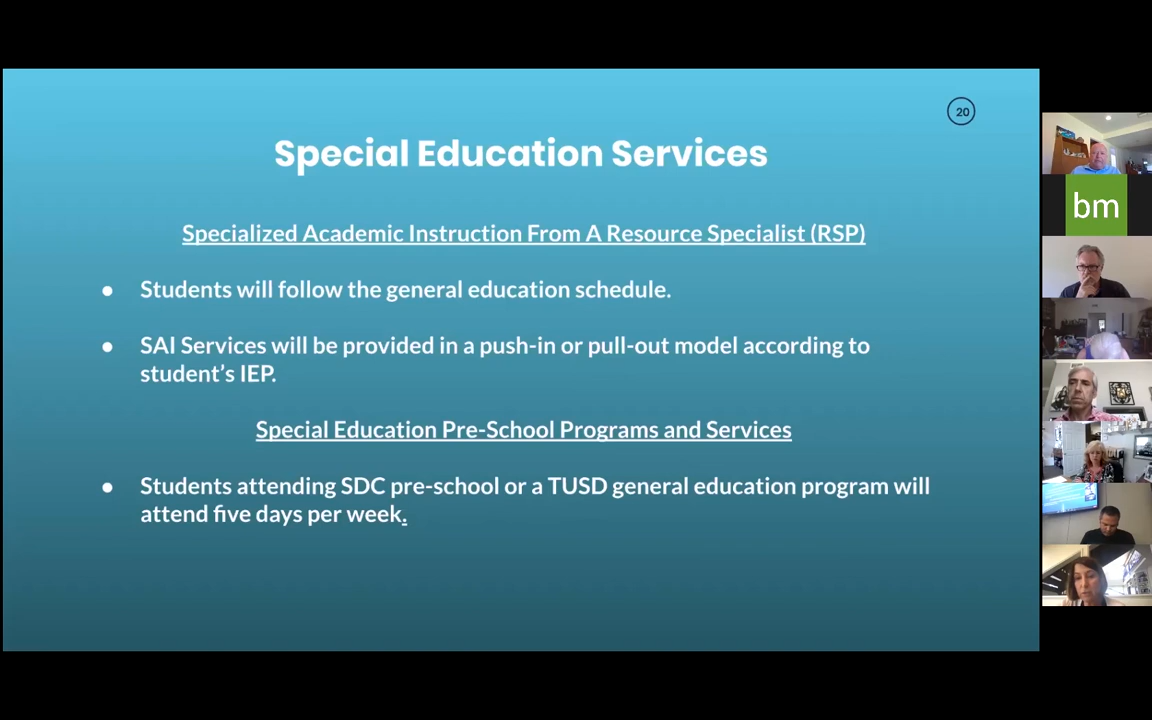 20
Special Education Services
Specialized Academic Instruction From A Resource Specialist (RSP)
● Students will follow the general education schedule.
● SAI Services will be provided in a push-in or pull-out model according to
student's IEP.
Special Education Pre-School Programs and Services
● Students attending SDC pre-school or a TUSD general education program will
attend five days per week.
bm